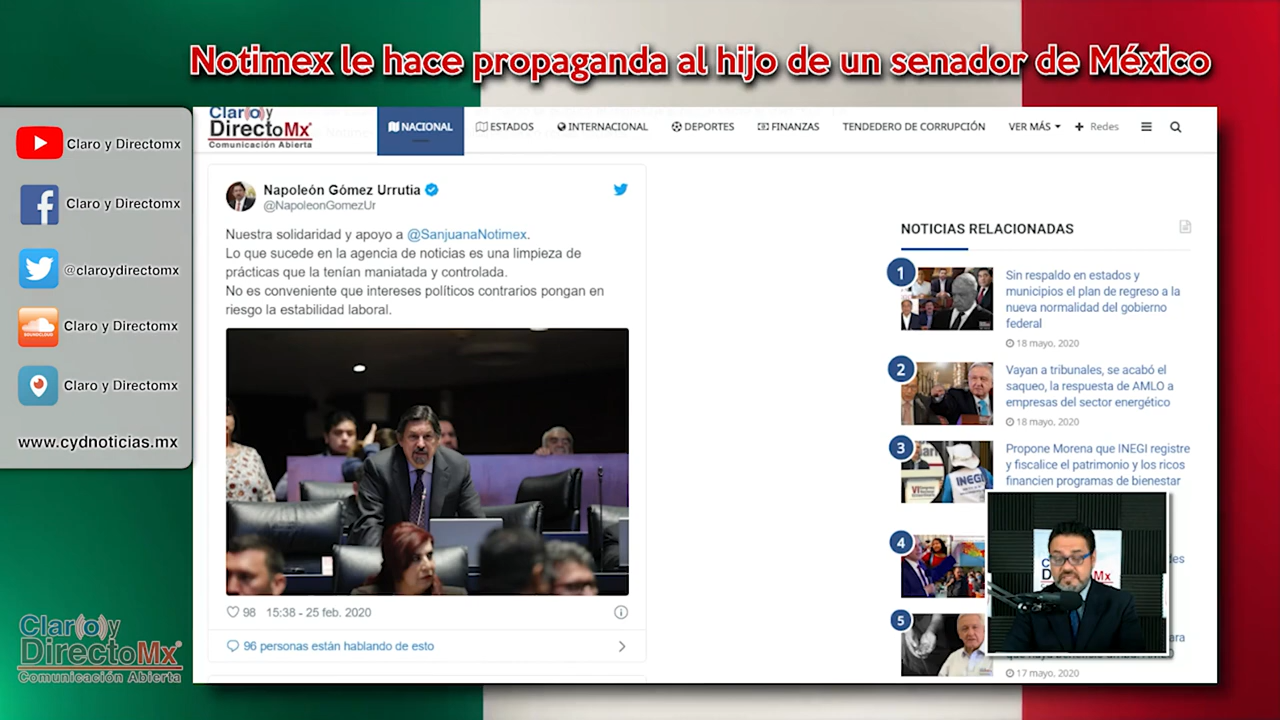 Notimex le hace propaganda al hijo de un senador de México
Claro y Directomx
Claro y Directomx
@claroydirectomx
SOUNDCLOUD
Claro y Directomx
Claro y Directomx
www.cydnoticias.mx
Claro y
DirectoMx
Comunicación Abierta
Claro y
DirectoMx
Comunicación Abierta
NACIONAL
ESTADOS
INTERNACIONAL
DEPORTES
FINANZAS
TENDEDERO DE CORRUPCIÓN
VER MÁS
Redes
Napoleón Gómez Urrutia
@NapoleonGomezUr
Nuestra solidaridad y apoyo a @SanjuanaNotimex.
Lo que sucede en la agencia de noticias es una limpieza de
prácticas que la tenían maniatada y controlada.
No es conveniente que intereses políticos contrarios pongan en
riesgo la estabilidad laboral.
98 15:38 - 25 feb. 2020
96 personas están hablando de esto
NOTICIAS RELACIONADAS
1
Sin respaldo en estados y
municipios el plan de regreso a la
nueva normalidad del gobierno
federal
18 mayo, 2020
2
Vayan a tribunales, se acabó el
saqueo, la respuesta de AMLO a
empresas del sector energético
18 mayo, 2020
3
Propone Morena que INEGI registre
y fiscalice el patrimonio y los ricos
financien programas de bienestar
INEGI
4
5
17 mayo, 2020